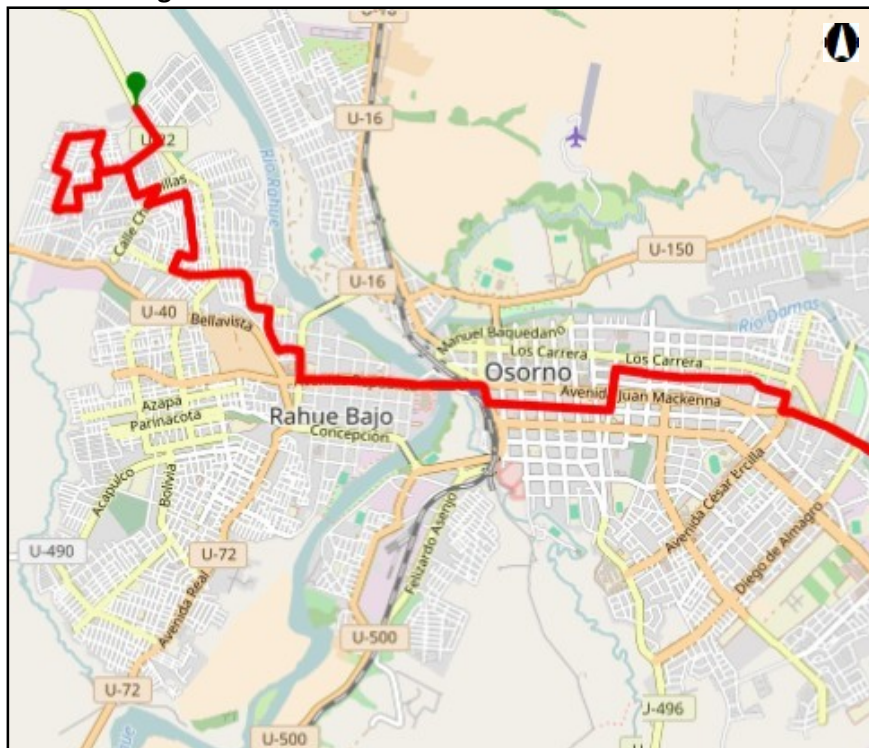 U-16
U-22
U-16
Río Rahue
U-150
U-16
U-40
Bellavista
Río Damas
Manuel Baquedano
Los Carrera
Los Carrera
Osorno
Avenida Juan Mackenna
Azapa
Parinacota
Rahue Bajo
Concepción
Acapulco
Bolivia
Avenida César Ercilla
U-490
U-72
Felizardo Asenjo
Diego de Almagro
Avenida Real
U-500
U-72
U-496
U-500